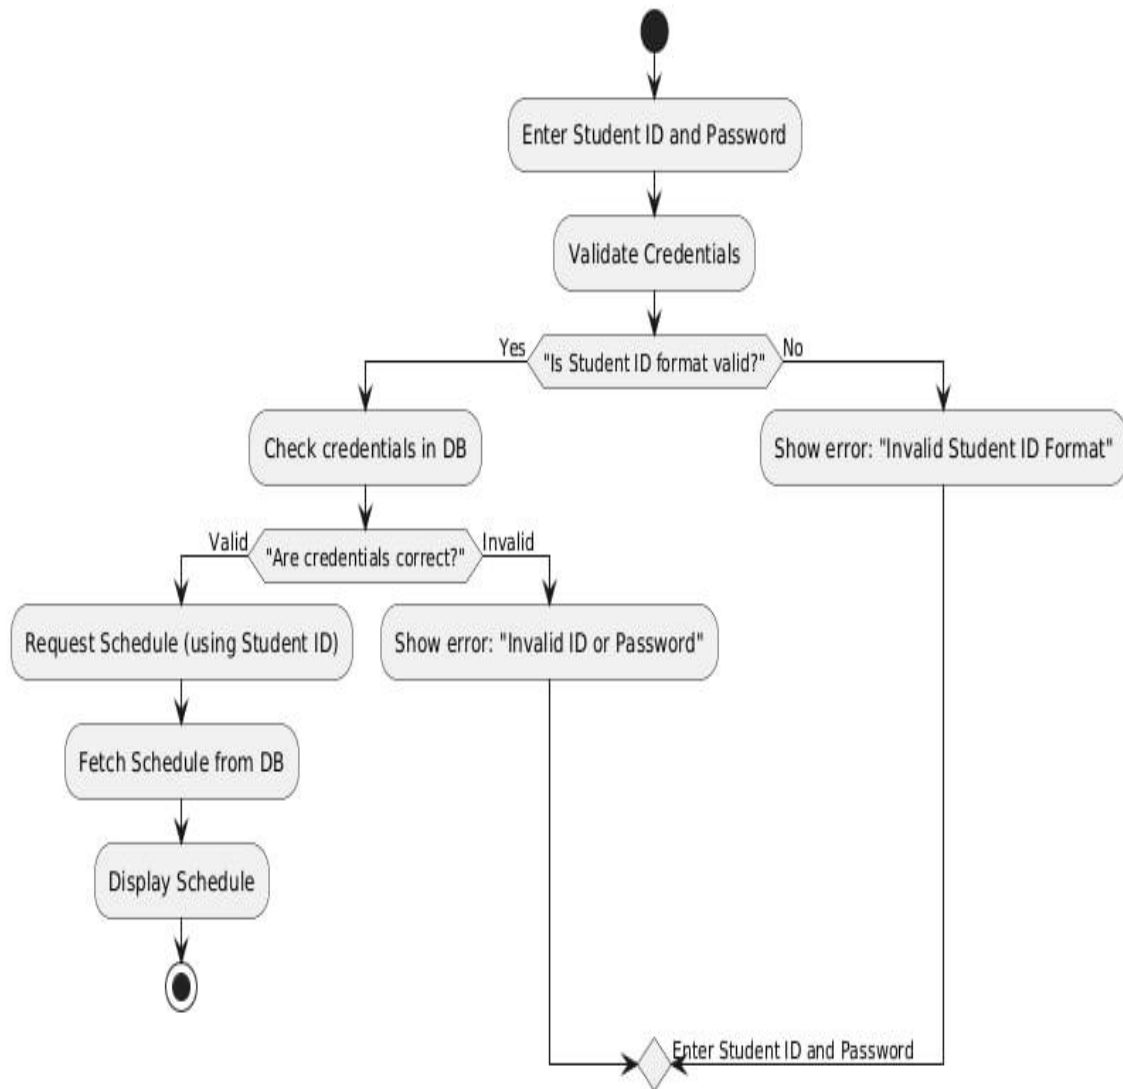 Enter Student ID and Password
Validate Credentials
Yes
"Is Student ID format valid?"
No
Check credentials in DB
Show error: "Invalid Student ID Format"
Valid
"Are credentials correct?"
Invalid
Request Schedule (using Student ID)
Show error: "Invalid ID or Password"
Fetch Schedule from DB
Display Schedule
Enter Student ID and Password